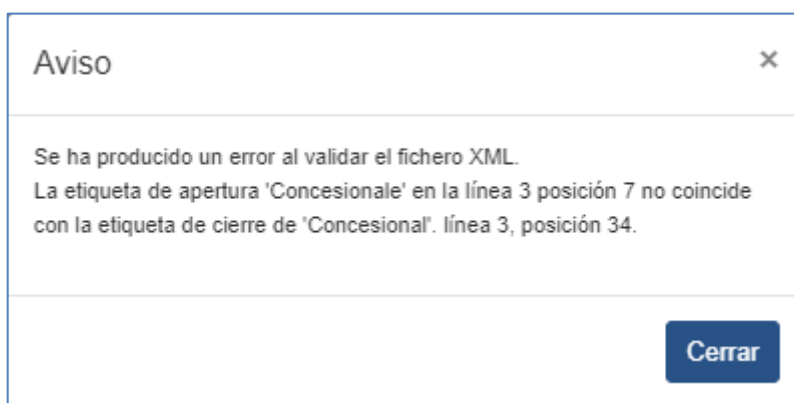 Aviso
×
Se ha producido un error al validar el fichero XML.
La etiqueta de apertura 'Concesionale' en la línea 3 posición 7 no coincide
con la etiqueta de cierre de 'Concesional'. línea 3, posición 34.
Cerrar